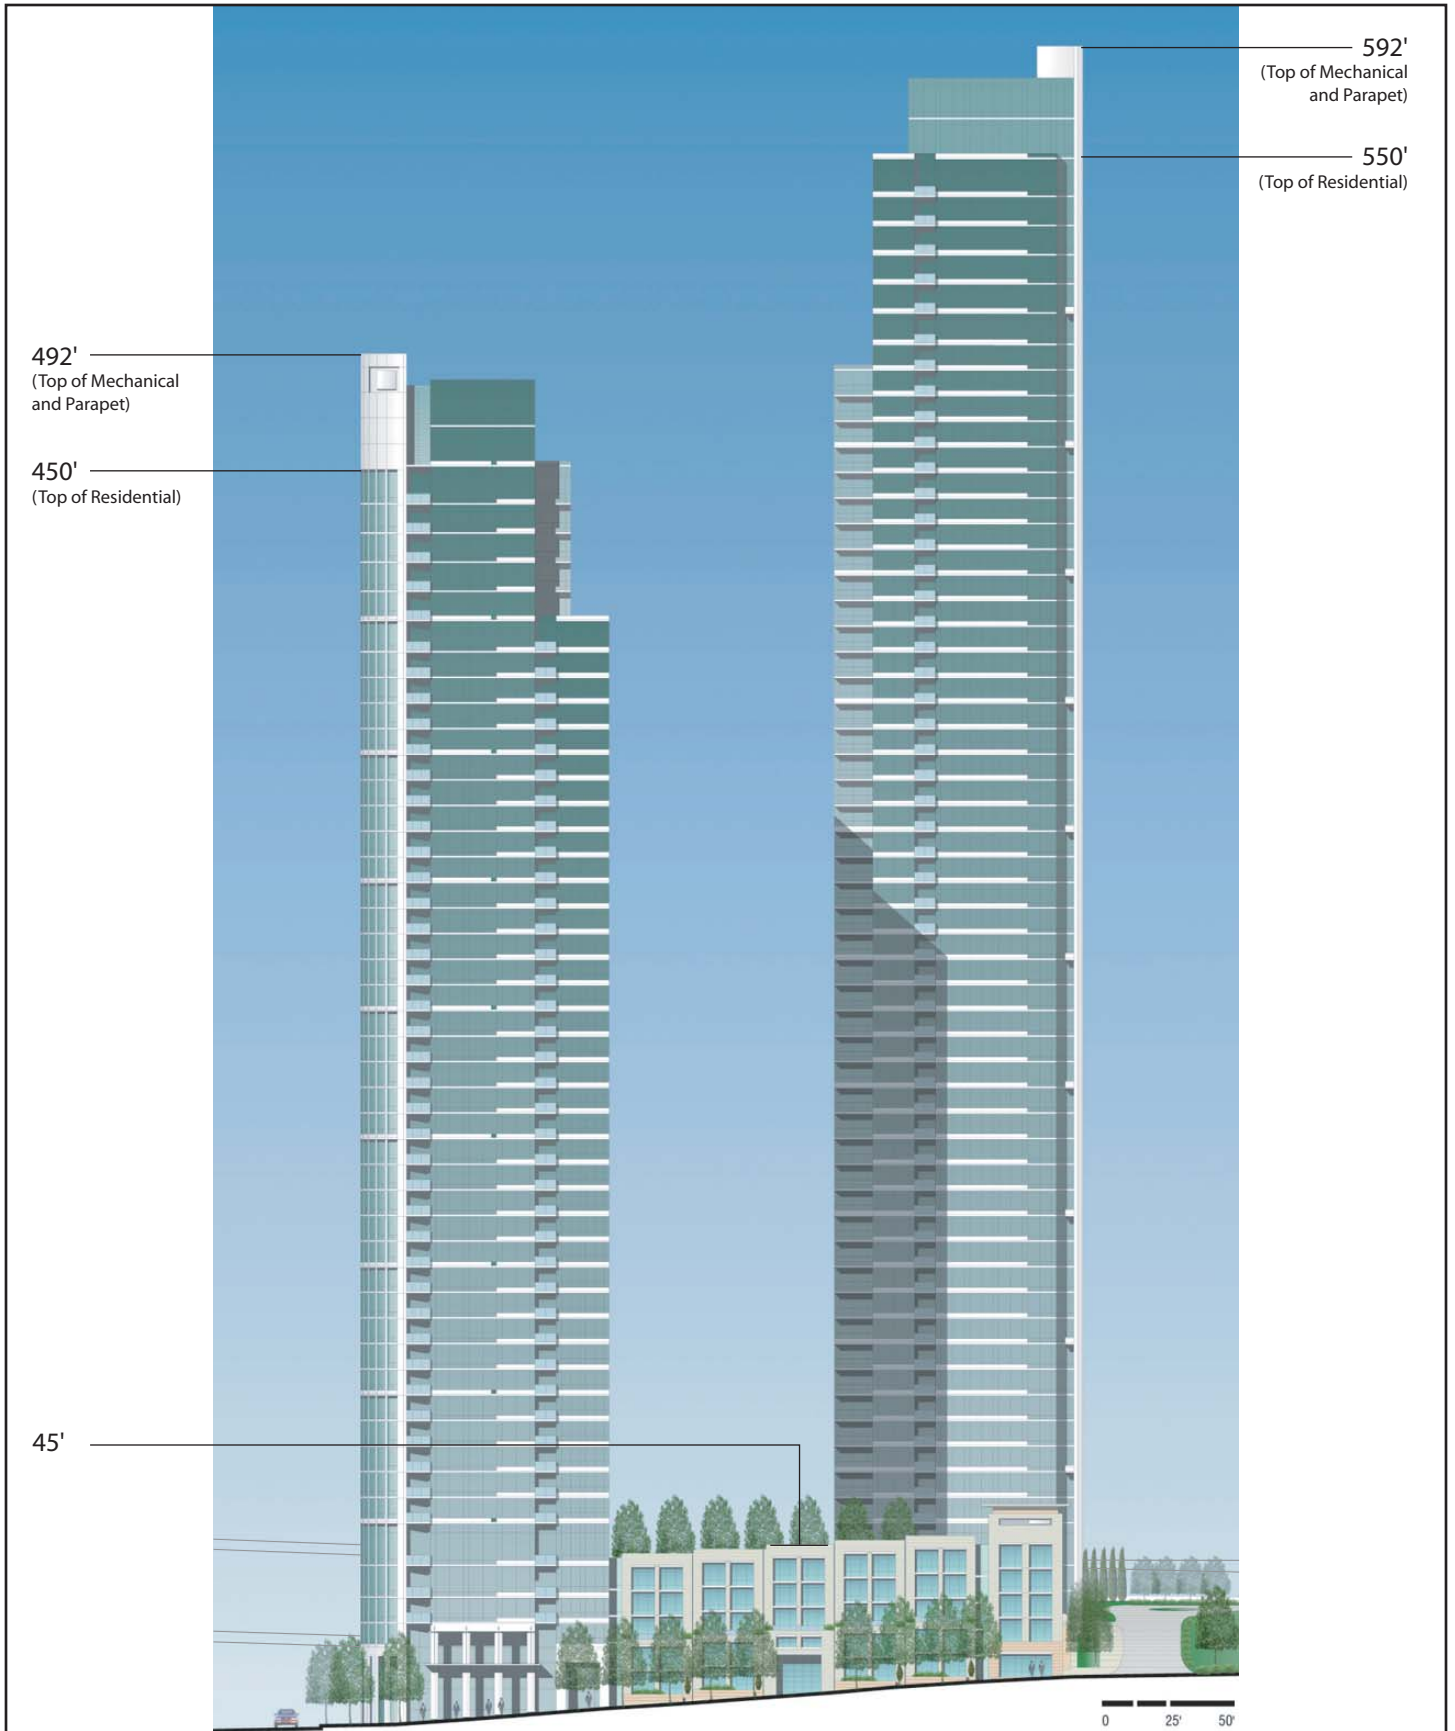 592'
(Top of Mechanical
and Parapet)
550'
(Top of Residential)
492'
(Top of Mechanical
and Parapet)
450'
(Top of Residential)
45'
0 25' 50'